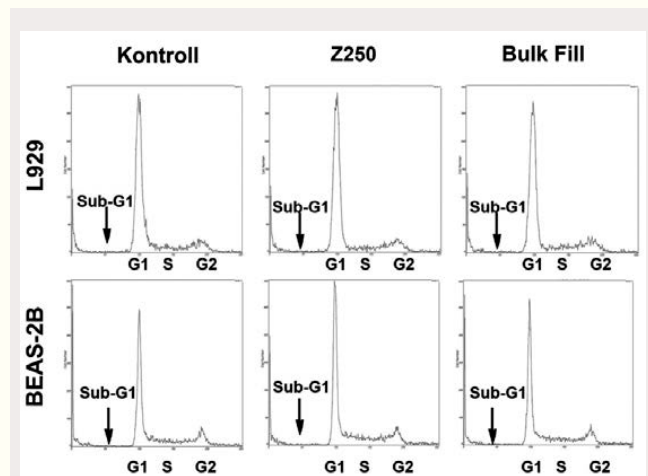 Kontroll Z250 Bulk Fill
L929
Sub-G1 Sub-G1 Sub-G1
G1 S G2 G1 S G2 G1 S G2
BEAS-2B
Sub-G1 Sub-G1 Sub-G1
G1 S G2 G1 S G2 G1 S G2